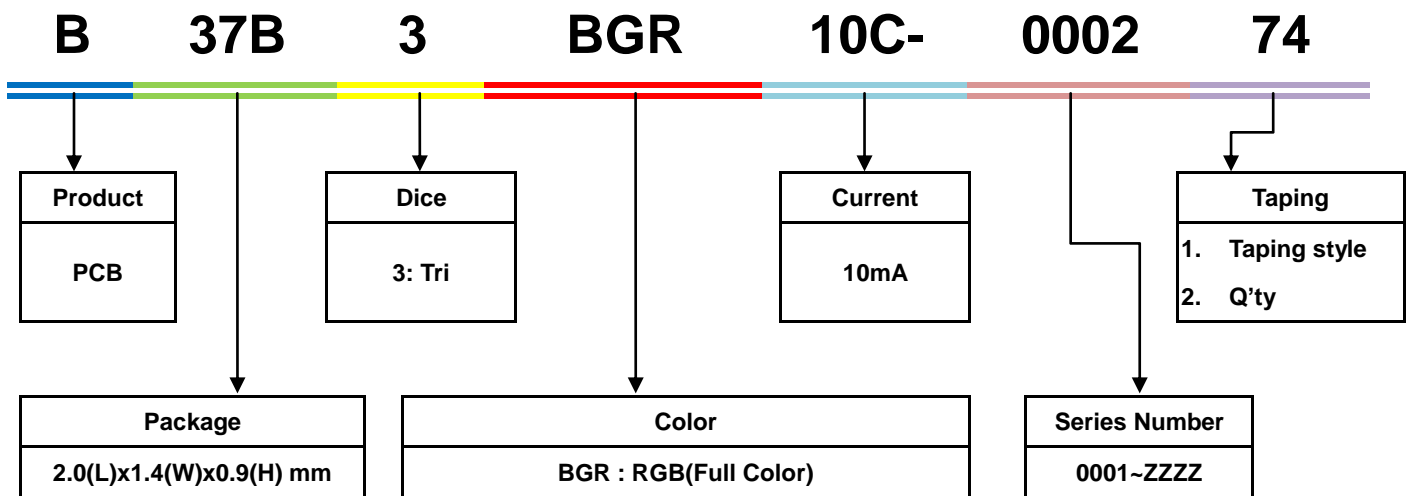 B 37B 3 BGR 10C- 0002 74
Product
PCB
Dice
3: Tri
Current
10mA
Taping
1. Taping style
2. Q’ty
Package
2.0(L)x1.4(W)x0.9(H) mm
Color
BGR : RGB(Full Color)
Series Number
0001~ZZZZ